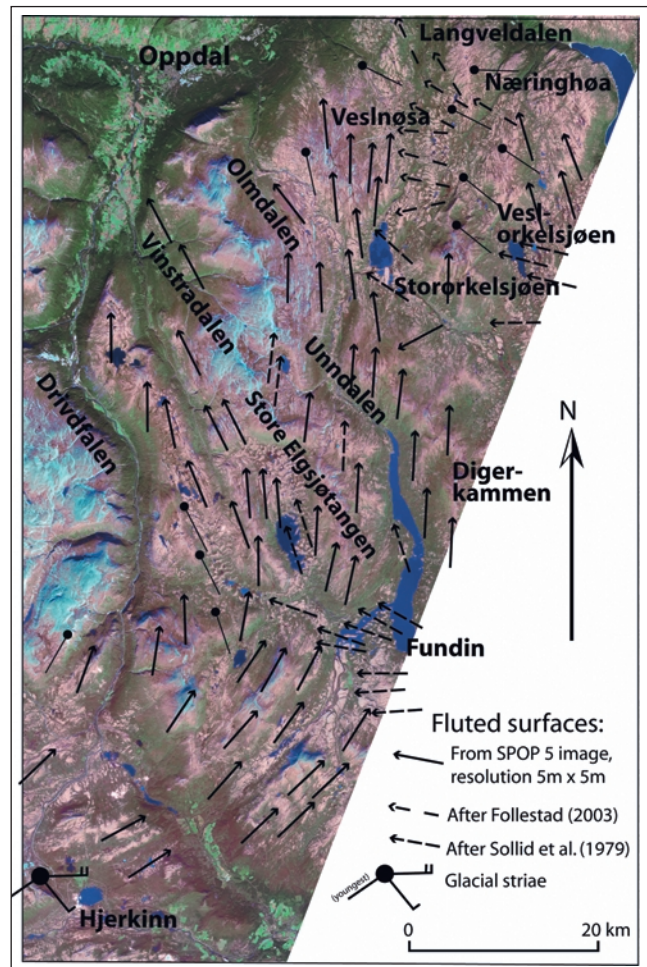 Langveldalen
Oppdal
Næringhøa
Veslnøsa
Olmdalen
Vesl-
orkelsjøen
Vinstradalen
Stororkelsjøen
Unndalen
Drivdfalen
Store Elgsjøtangen
N
Diger-
kammen
Fundin
Fluted surfaces:
From SPOP 5 image,
resolution 5m x 5m
After Follestad (2003)
After Sollid et al. (1979)
(youngest)
Glacial striae
Hjerkinn
0 20 km